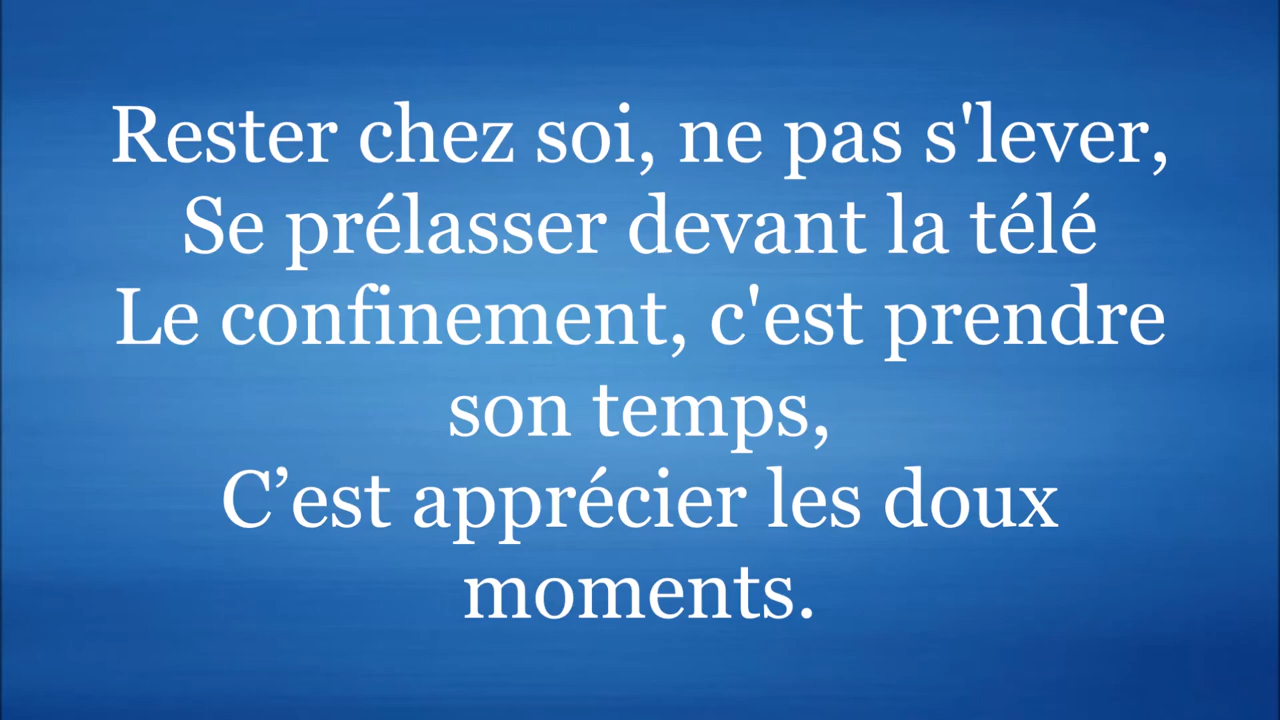 Rester chez soi, ne pas s'lever,
Se prélasser devant la télé
Le confinement, c'est prendre
son temps,
C’est apprécier les doux
moments.